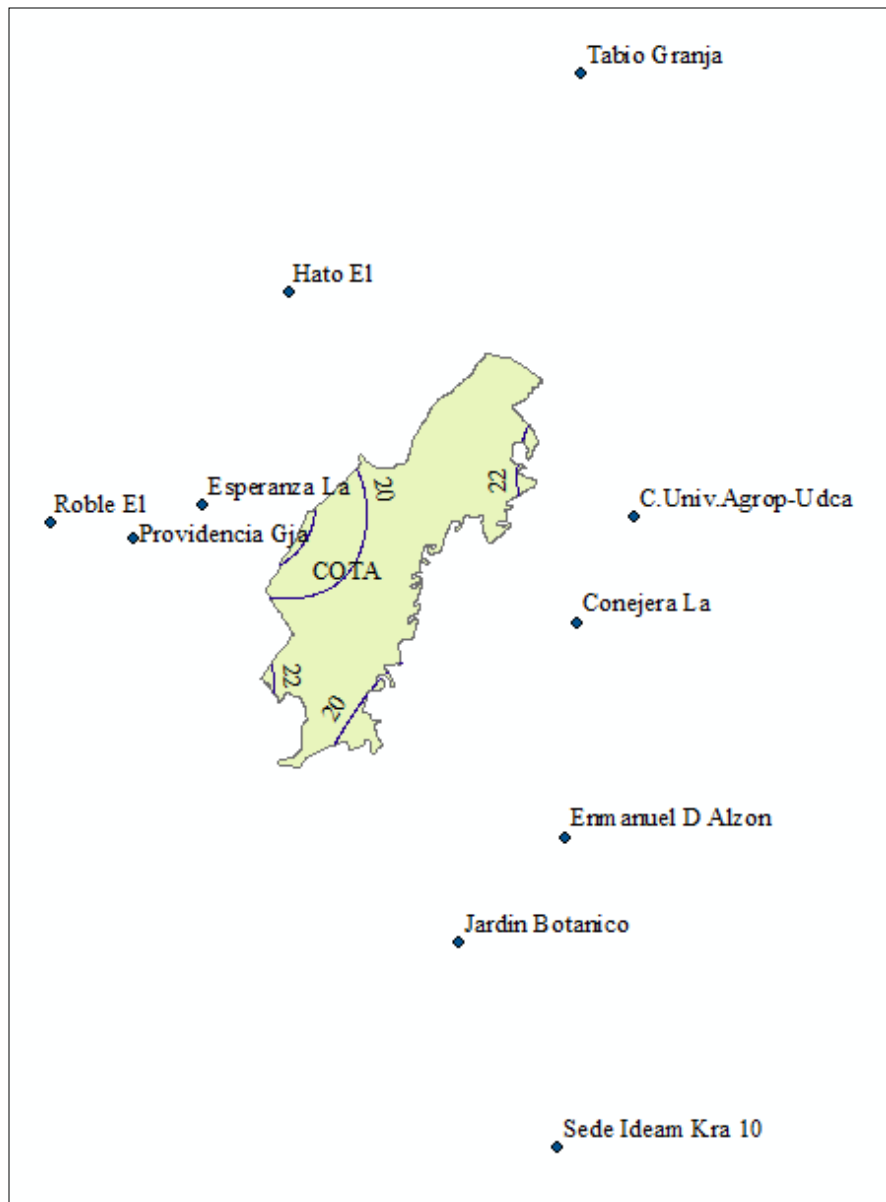 Tabio Granja
Hato El
Esperanza La
20
22
Roble El
C.Univ.Agrop-Udca
Providencia Gja
COTA
Conejera La
22
20
Enmanuel D Alzon
Jardin Botanico
Sede Ideam Kra 10